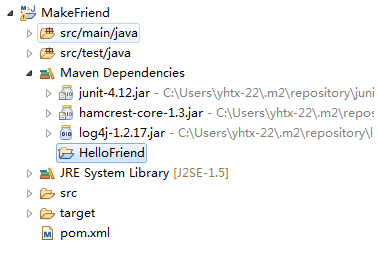 MakeFriend
src/main/java
src/test/java
Maven Dependencies
junit-4.12.jar - C:\Users\yhtx-22\.m2\repository\juni
hamcrest-core-1.3.jar - C:\Users\yhtx-22\.m2\rep
log4j-1.2.17.jar - C:\Users\yhtx-22\.m2\repository\l
HelloFriend
JRE System Library [J2SE-1.5]
src
target
pom.xml